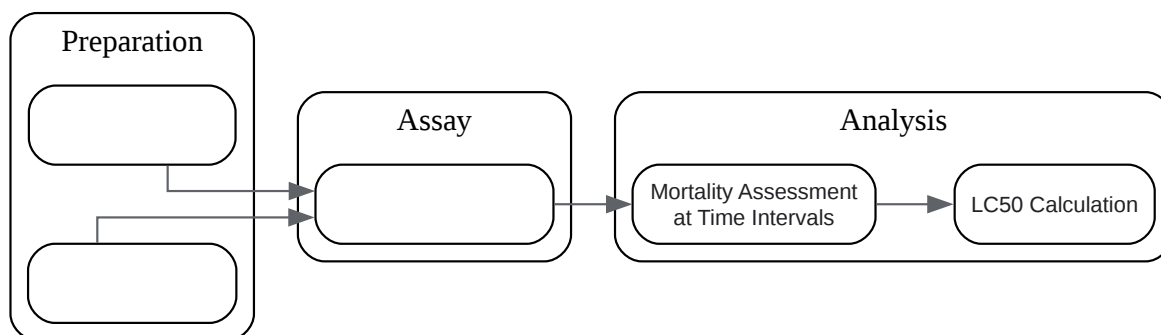 Preparation
Assay
Analysis
Mortality Assessment
at Time Intervals
LC50 Calculation